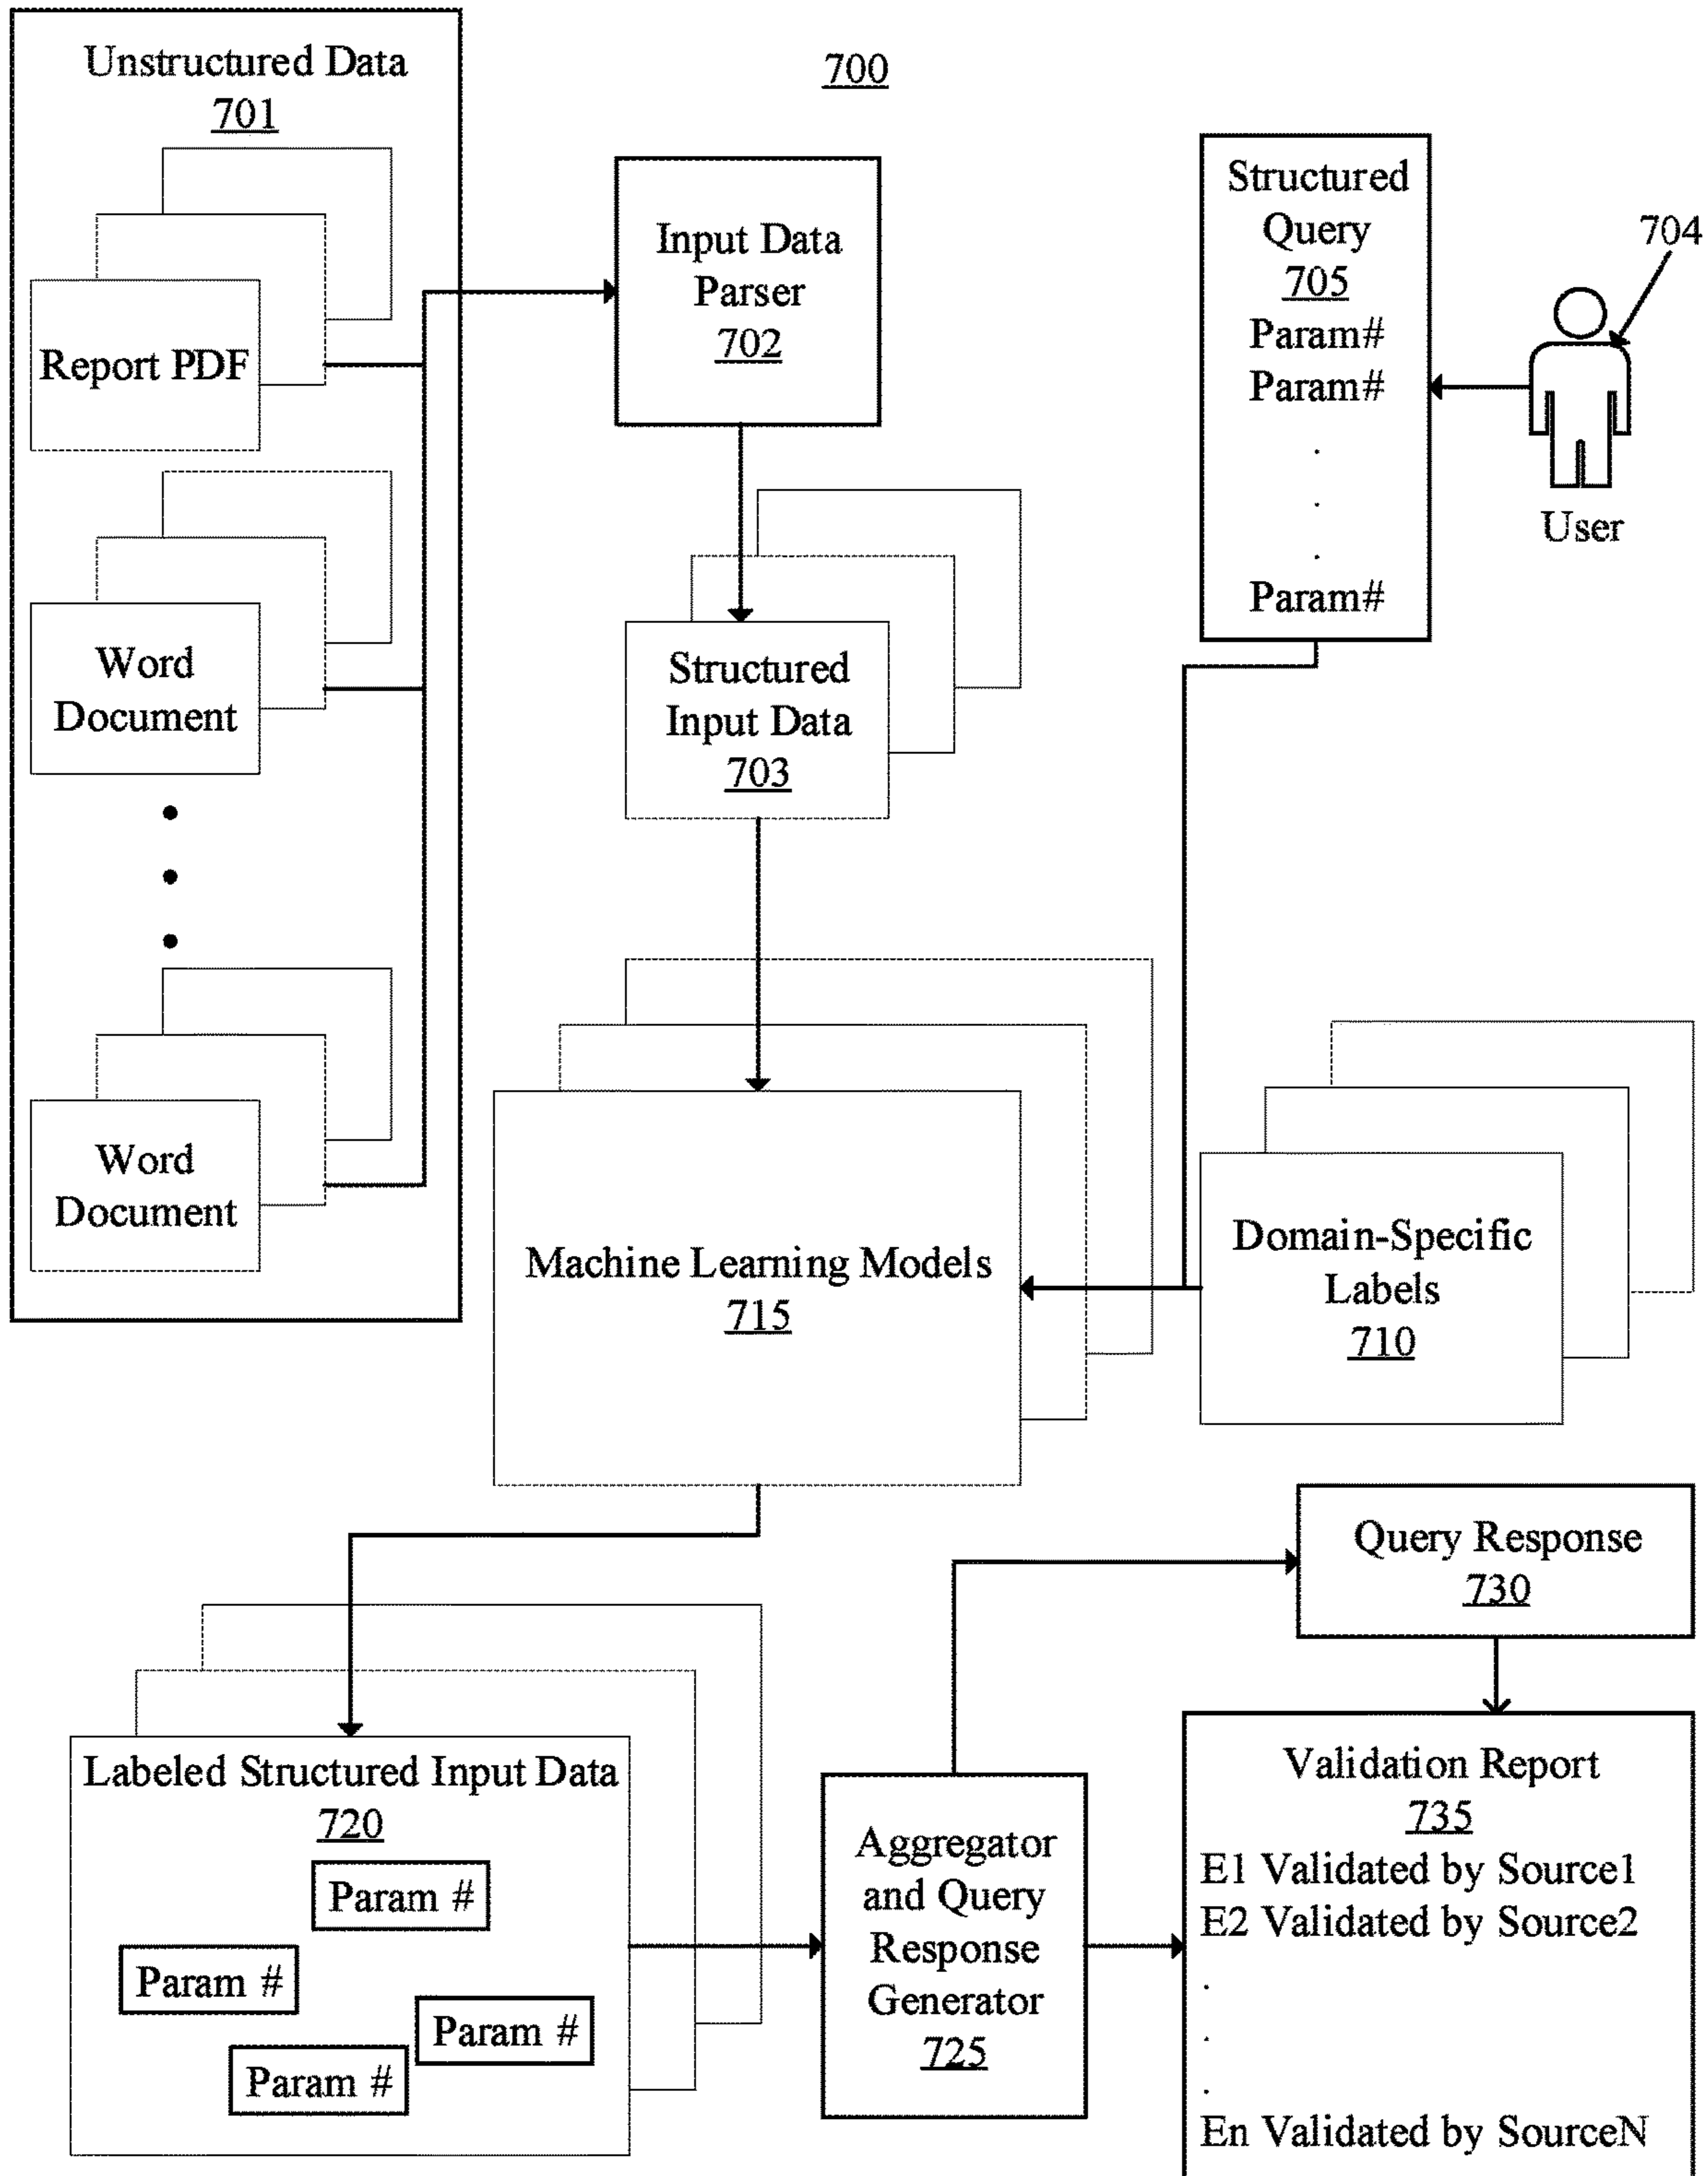 Unstructured Data
701
Report PDF
Word
Document
Word
Document
700
Input Data
Parser
702
Structured
Query
705
Param#
Param#
.
.
.
Param#
704
User
Structured
Input Data
703
Machine Learning Models
715
Domain-Specific
Labels
710
Labeled Structured Input Data
720
Param #
Param #
Param #
Param #
Aggregator
and Query
Response
Generator
725
Query Response
730
Validation Report
735
E1 Validated by Source1
E2 Validated by Source2
.
.
.
En Validated by SourceN